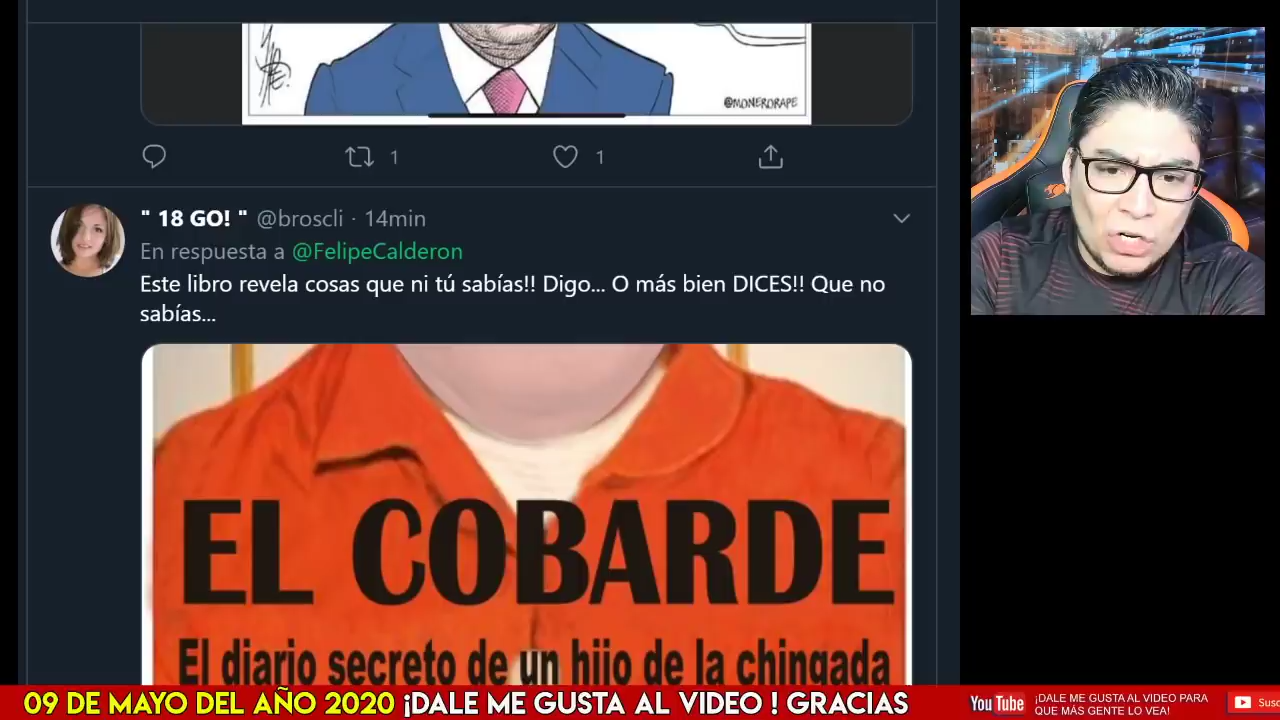 @MONERORAPE
1
1
" 18 GO! " @broscli · 14min
En respuesta a @FelipeCalderon
Este libro revela cosas que ni tú sabías!! Digo... O más bien DICES!! Que no
sabías...
EL COBARDE
El diario secreto de un hijo de la chingada
09 DE MAYO DEL AÑO 2020 ¡DALE ME GUSTA AL VIDEO ! GRACIAS
YouTube
¡DALE ME GUSTA AL VIDEO PARA
QUE MÁS GENTE LO VEA!
Susc